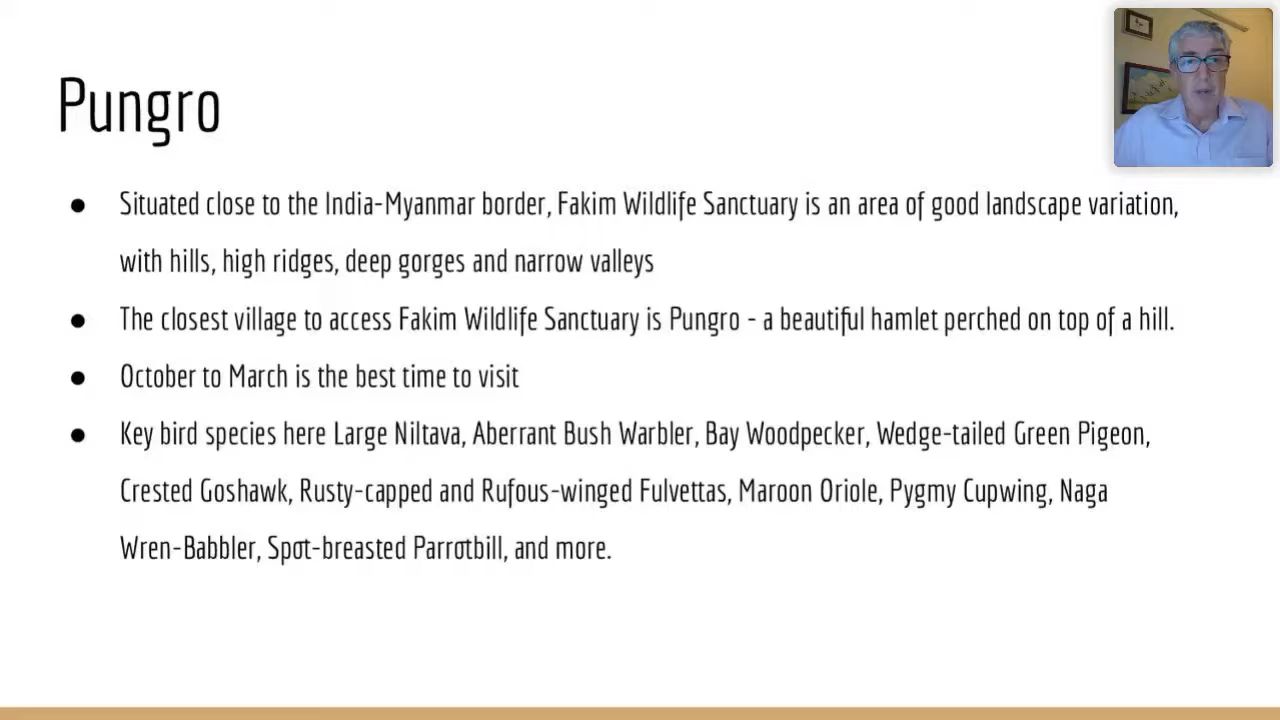 Pungro
● Situated close to the India-Myanmar border, Fakim Wildlife Sanctuary is an area of good landscape variation,
with hills, high ridges, deep gorges and narrow valleys
● The closest village to access Fakim Wildlife Sanctuary is Pungro - a beautiful hamlet perched on top of a hill.
● October to March is the best time to visit
● Key bird species here Large Niltava, Aberrant Bush Warbler, Bay Woodpecker, Wedge-tailed Green Pigeon,
Crested Goshawk, Rusty-capped and Rufous-winged Fulvettas, Maroon Oriole, Pygmy Cupwing, Naga
Wren-Babbler, Spot-breasted Parrotbill, and more.